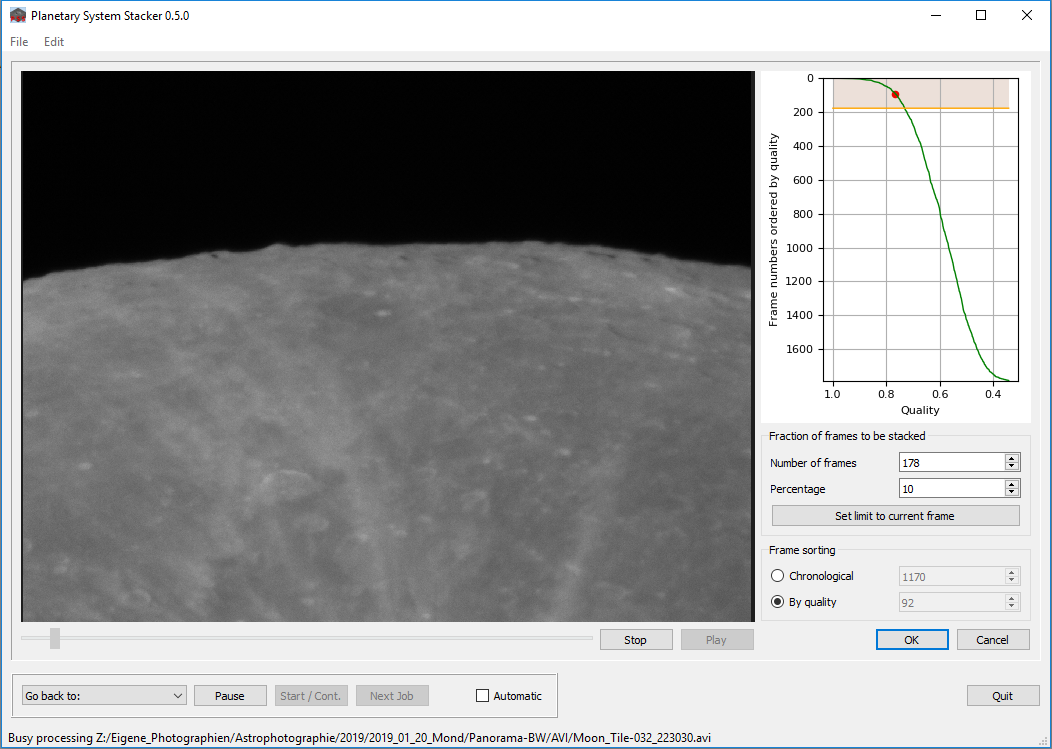 Planetary System Stacker 0.5.0
File Edit
0
200
400
600
800
1000
1200
1400
1600
Frame numbers ordered by quality
1.0 0.8 0.6 0.4
Quality
Fraction of frames to be stacked
Number of frames 178
Percentage 10
Set limit to current frame
Frame sorting
Chronological 1170
By quality 92
Stop Play OK Cancel
Go back to: Pause Start / Cont. Next Job Automatic Quit
Busy processing Z:/Eigene_Photographien/Astrophotographie/2019/2019_01_20_Mond/Panorama-BW/AVI/Moon_Tile-032_223030.avi